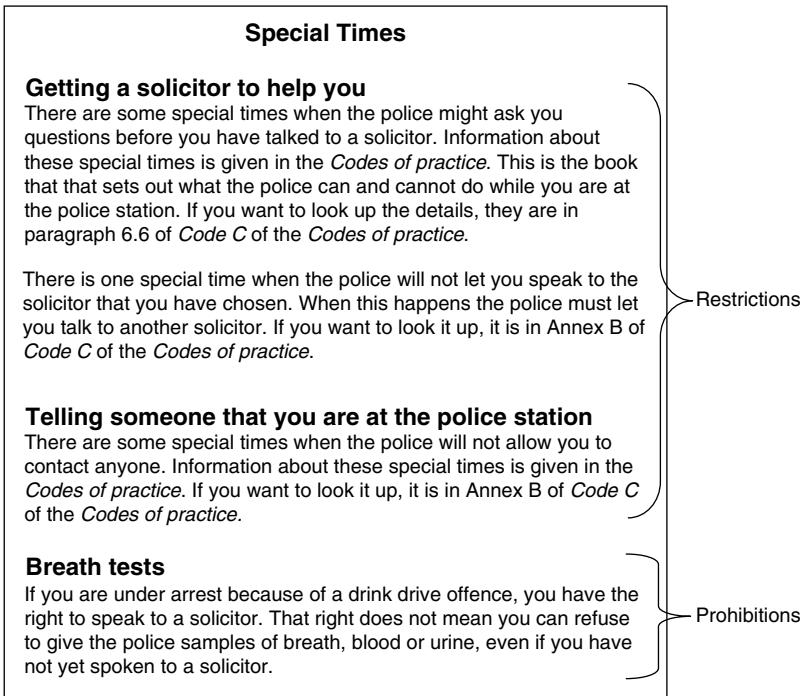 Special Times
Getting a solicitor to help you
There are some special times when the police might ask you
questions before you have talked to a solicitor. Information about
these special times is given in the Codes of practice. This is the book
that that sets out what the police can and cannot do while you are at
the police station. If you want to look up the details, they are in
paragraph 6.6 of Code C of the Codes of practice.
There is one special time when the police will not let you speak to the
solicitor that you have chosen. When this happens the police must let
you talk to another solicitor. If you want to look it up, it is in Annex B of
Code C of the Codes of practice.
Restrictions
Telling someone that you are at the police station
There are some special times when the police will not allow you to
contact anyone. Information about these special times is given in the
Codes of practice. If you want to look it up, it is in Annex B of Code C
of the Codes of practice.
Breath tests
If you are under arrest because of a drink drive offence, you have the
right to speak to a solicitor. That right does not mean you can refuse
to give the police samples of breath, blood or urine, even if you have
not yet spoken to a solicitor.
Prohibitions